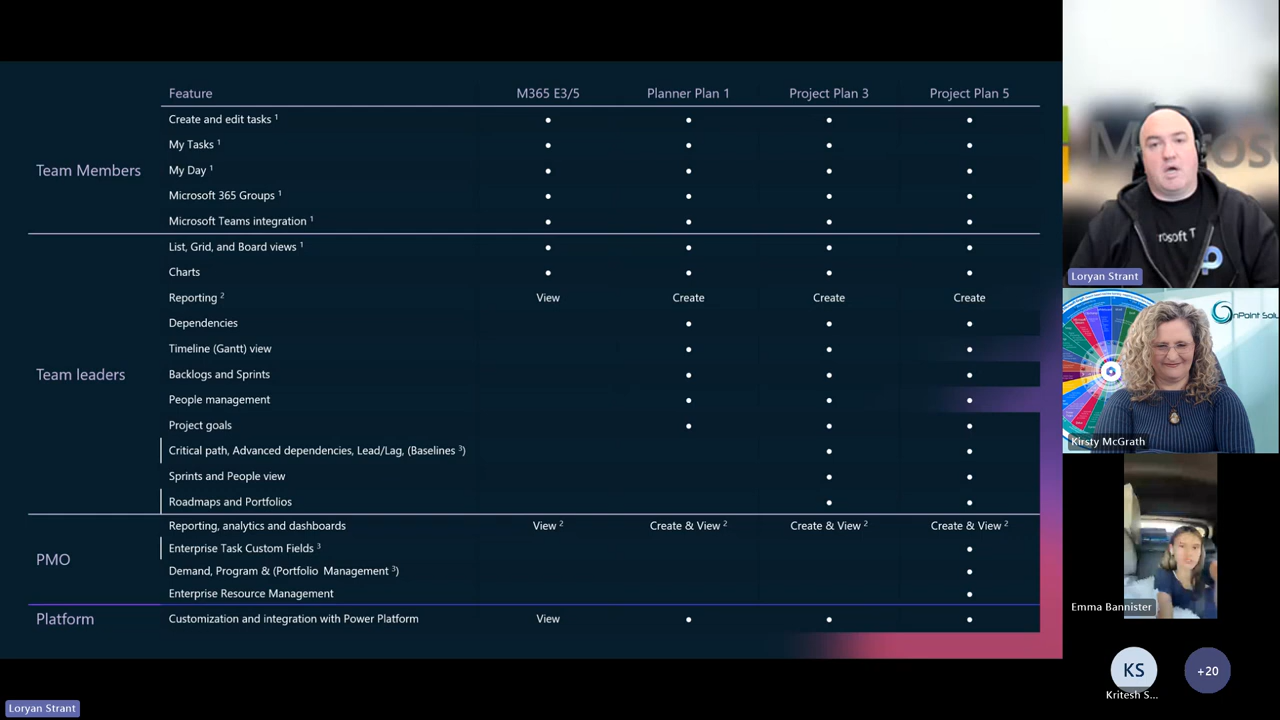 Feature M365 E3/5 Planner Plan 1 Project Plan 3 Project Plan 5
Team Members
Create and edit tasks 1 • • • •
My Tasks 1 • • • •
My Day 1 • • • •
Microsoft 365 Groups 1 • • • •
Microsoft Teams integration 1 • • • •
Team leaders
List, Grid, and Board views 1 • • • •
Charts • • • •
Reporting 2 View Create Create Create
Dependencies • • •
Timeline (Gantt) view • • •
Backlogs and Sprints • • •
People management • • •
Project goals • • •
Critical path, Advanced dependencies, Lead/Lag, (Baselines 3) • •
Sprints and People view • •
Roadmaps and Portfolios • •
PMO
Reporting, analytics and dashboards View 2 Create & View 2 Create & View 2 Create & View 2
Enterprise Task Custom Fields 3 •
Demand, Program & (Portfolio Management 3) •
Enterprise Resource Management •
Platform
Customization and integration with Power Platform View • • •
Loryan Strant
Kirsty McGrath
Emma Bannister
KS
Kritesh S...
+20
Loryan Strant